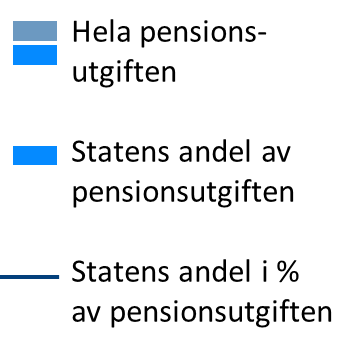 Hela pensions-
utgiften
Statens andel av
pensionsutgiften
Statens andel i %
av pensionsutgiften